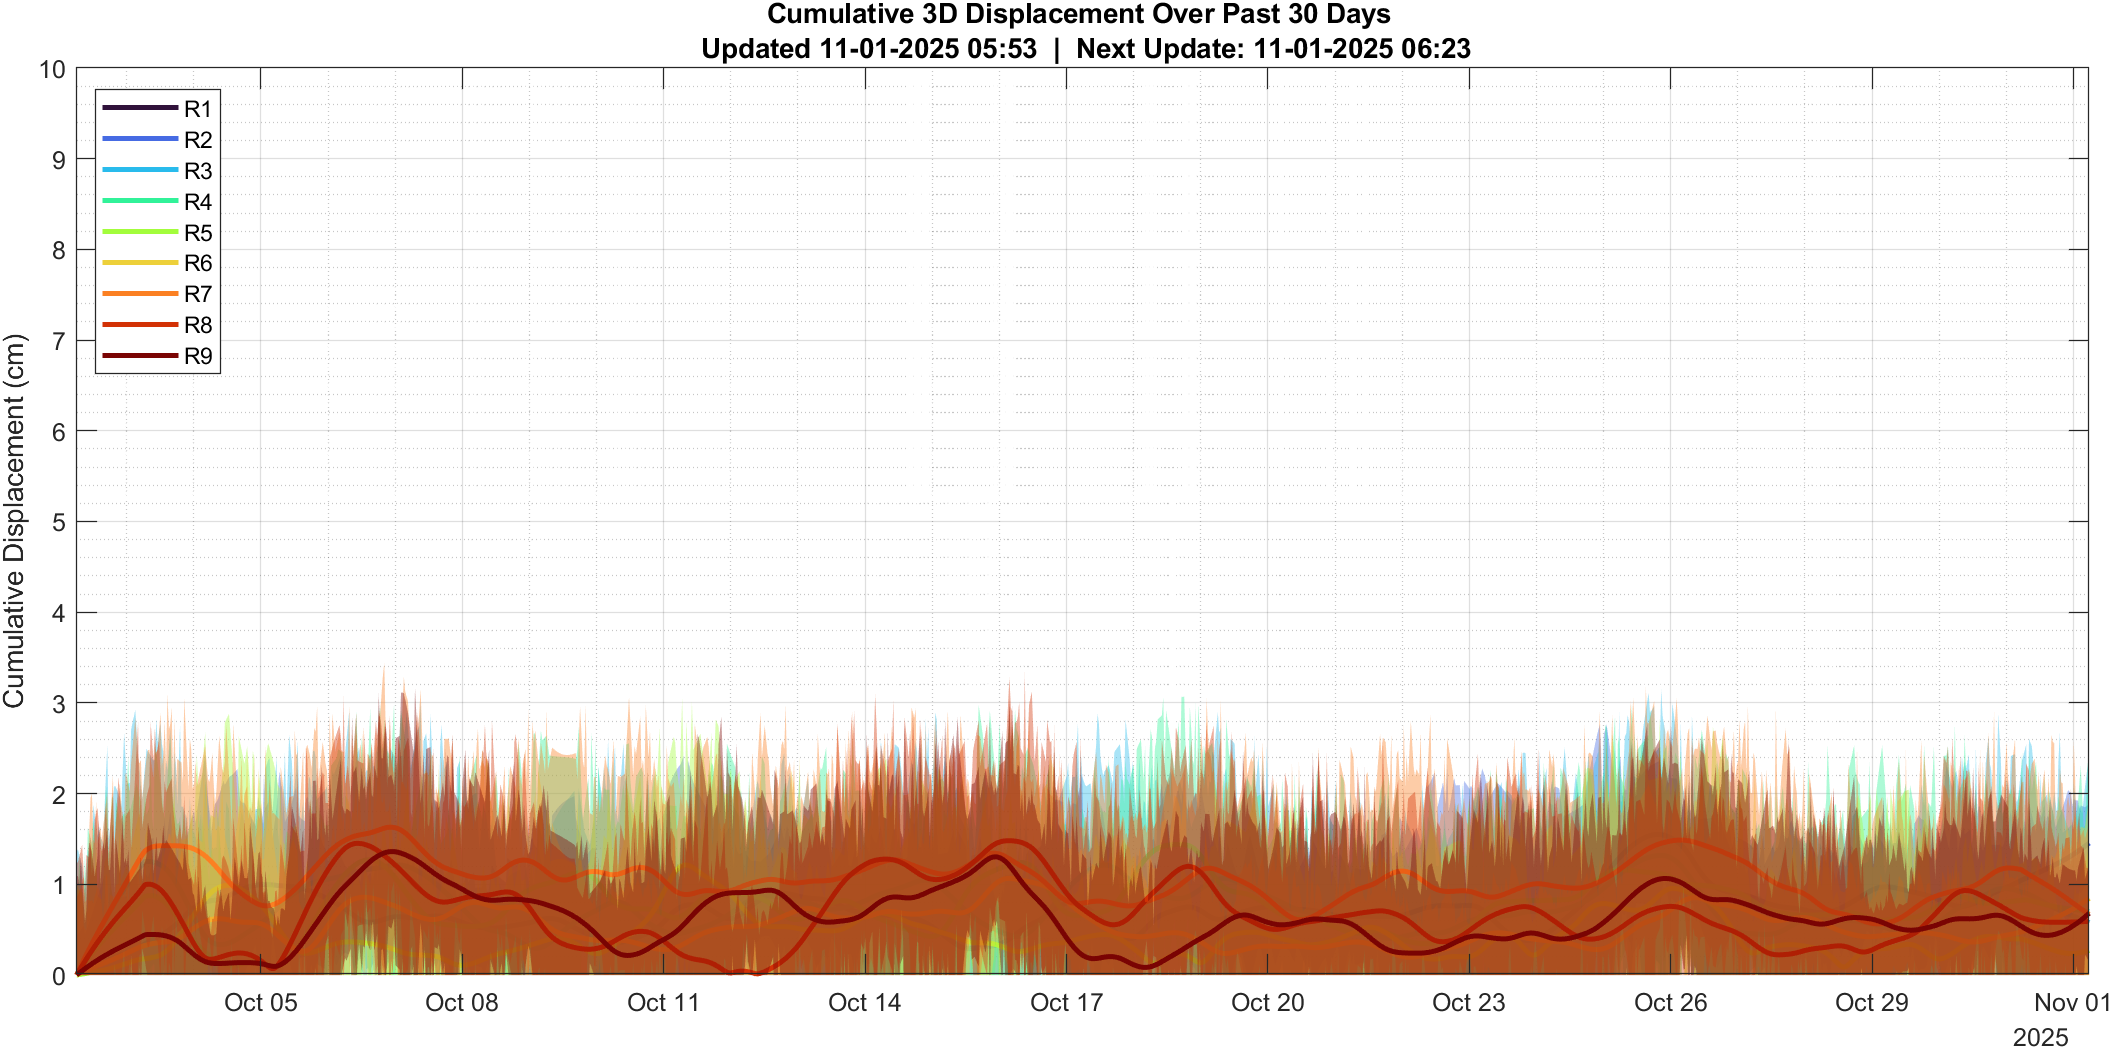 Cumulative 3D Displacement Over Past 30 Days
Updated 11-01-2025 05:53 | Next Update: 11-01-2025 06:23
10
9
8
7
6
5
4
3
2
1
0
Cumulative Displacement (cm)
R1
R2
R3
R4
R5
R6
R7
R8
R9
Oct 05 Oct 08 Oct 11 Oct 14 Oct 17 Oct 20 Oct 23 Oct 26 Oct 29 Nov 01
2025